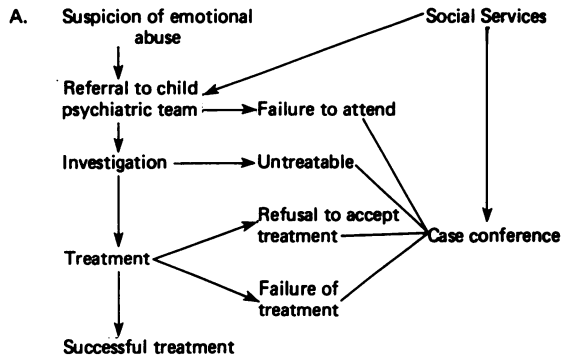 A.
Suspicion of emotional
abuse
Social Services
Referral to child
psychiatric team
Failure to attend
Investigation
Untreatable
Refusal to accept
treatment
Case conference
Treatment
Failure of
treatment
Successful treatment